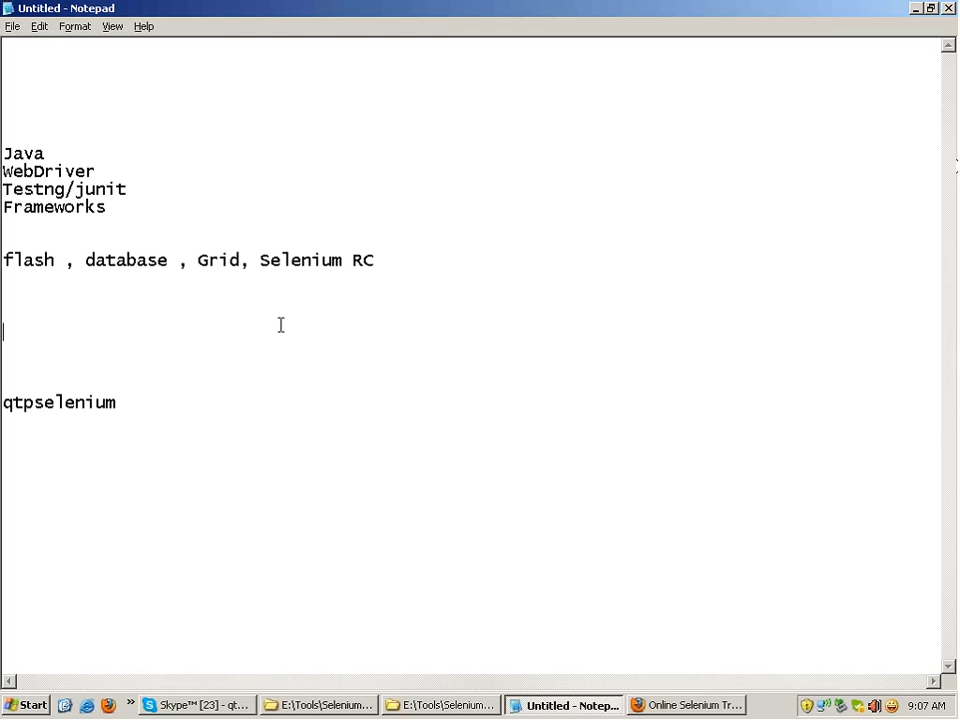 Untitled - Notepad
File Edit Format View Help
Java
WebDriver
Testng/junit
Frameworks
flash , database , Grid, Selenium RC
qtpselenium
Start » Skype™ [23] - qt... E:\Tools\Selenium... E:\Tools\Selenium... Untitled - Notep... Online Selenium Tr... 9:07 AM